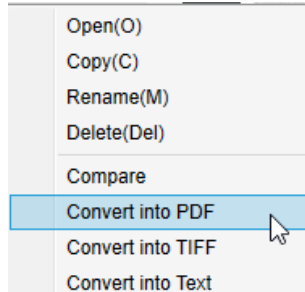 Open(O)
Copy(C)
Rename(M)
Delete(Del)
Compare
Convert into PDF
Convert into TIFF
Convert into Text